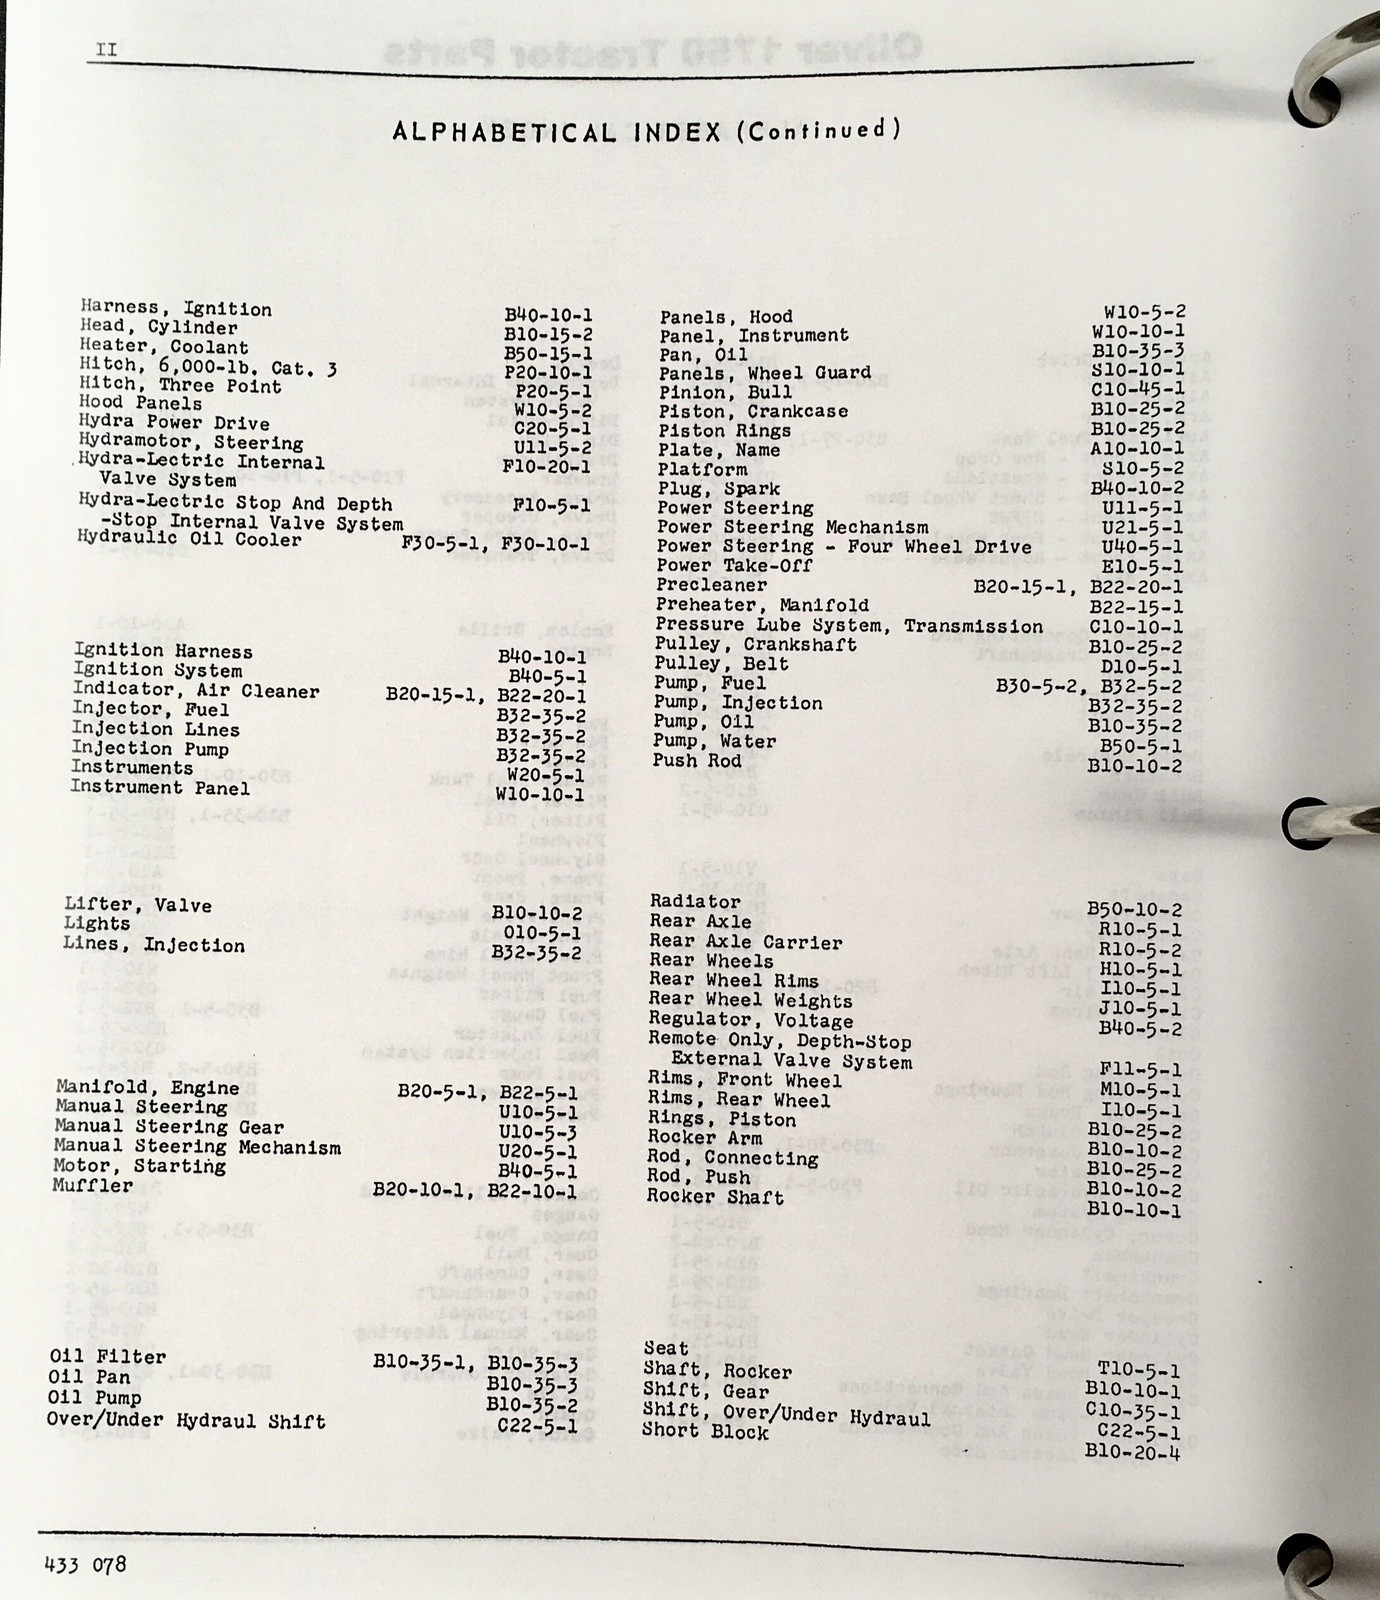 II
ALPHABETICAL INDEX (Continued)
Harness, Ignition B40-10-1
Head, Cylinder B10-15-2
Heater, Coolant B50-15-1
Hitch, 6,000-lb. Cat. 3 P20-10-1
Hitch, Three Point P20-5-1
Hood Panels W10-5-2
Hydra Power Drive C20-5-1
Hydramotor, Steering U11-5-2
Hydra-Lectric Internal F10-20-1
Valve System
Hydra-Lectric Stop And Depth F10-5-1
-Stop Internal Valve System
Hydraulic Oil Cooler F30-5-1, F30-10-1
Ignition Harness B40-10-1
Ignition System B40-5-1
Indicator, Air Cleaner B20-15-1, B22-20-1
Injector, Fuel B32-35-2
Injection Lines B32-35-2
Injection Pump B32-35-2
Instruments W20-5-1
Instrument Panel W10-10-1
Lifter, Valve B10-10-2
Lights O10-5-1
Lines, Injection B32-35-2
Manifold, Engine B20-5-1, B22-5-1
Manual Steering U10-5-1
Manual Steering Gear U10-5-3
Manual Steering Mechanism U20-5-1
Motor, Starting B40-5-1
Muffler B20-10-1, B22-10-1
Oil Filter B10-35-1, B10-35-3
Oil Pan B10-35-3
Oil Pump B10-35-2
Over/Under Hydraul Shift C22-5-1
Panels, Hood W10-5-2
Panel, Instrument W10-10-1
Pan, Oil B10-35-3
Panels, Wheel Guard S10-10-1
Pinion, Bull C10-45-1
Piston, Crankcase B10-25-2
Piston Rings B10-25-2
Plate, Name A10-10-1
Platform S10-5-2
Plug, Spark B40-10-2
Power Steering U11-5-1
Power Steering Mechanism U21-5-1
Power Steering - Four Wheel Drive U40-5-1
Power Take-Off E10-5-1
Precleaner B20-15-1, B22-20-1
Preheater, Manifold B22-15-1
Pressure Lube System, Transmission C10-10-1
Pulley, Crankshaft B10-25-2
Pulley, Belt D10-5-1
Pump, Fuel B30-5-2, B32-5-2
Pump, Injection B32-35-2
Pump, Oil B10-35-2
Pump, Water B50-5-1
Push Rod B10-10-2
Radiator B50-10-2
Rear Axle R10-5-1
Rear Axle Carrier R10-5-2
Rear Wheels H10-5-1
Rear Wheel Rims I10-5-1
Rear Wheel Weights J10-5-1
Regulator, Voltage B40-5-2
Remote Only, Depth-Stop
External Valve System F11-5-1
Rims, Front Wheel M10-5-1
Rims, Rear Wheel I10-5-1
Rings, Piston B10-25-2
Rocker Arm B10-10-2
Rod, Connecting B10-25-2
Rod, Push B10-10-2
Rocker Shaft B10-10-1
Seat T10-5-1
Shaft, Rocker B10-10-1
Shift, Gear C10-35-1
Shift, Over/Under Hydraul C22-5-1
Short Block B10-20-4
433 078